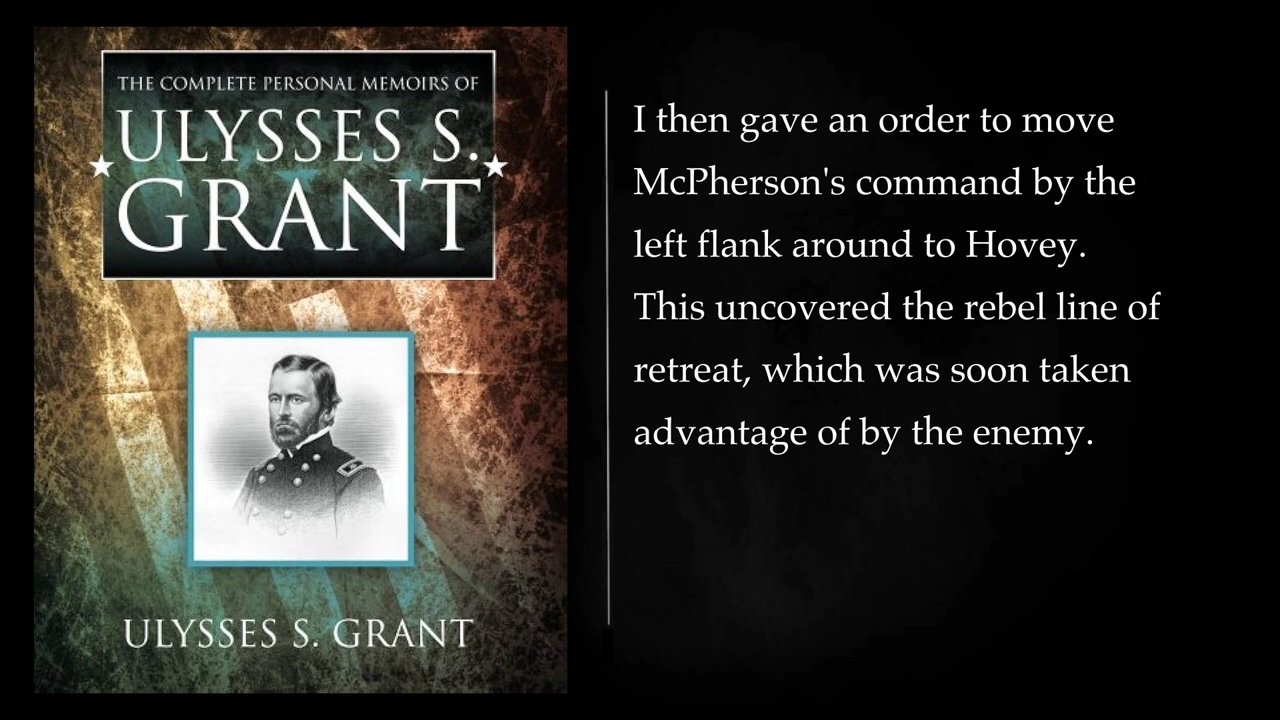 THE COMPLETE PERSONAL MEMOIRS OF
ULYSSES S.
GRANT
ULYSSES S. GRANT
I then gave an order to move
McPherson's command by the
left flank around to Hovey.
This uncovered the rebel line of
retreat, which was soon taken
advantage of by the enemy.